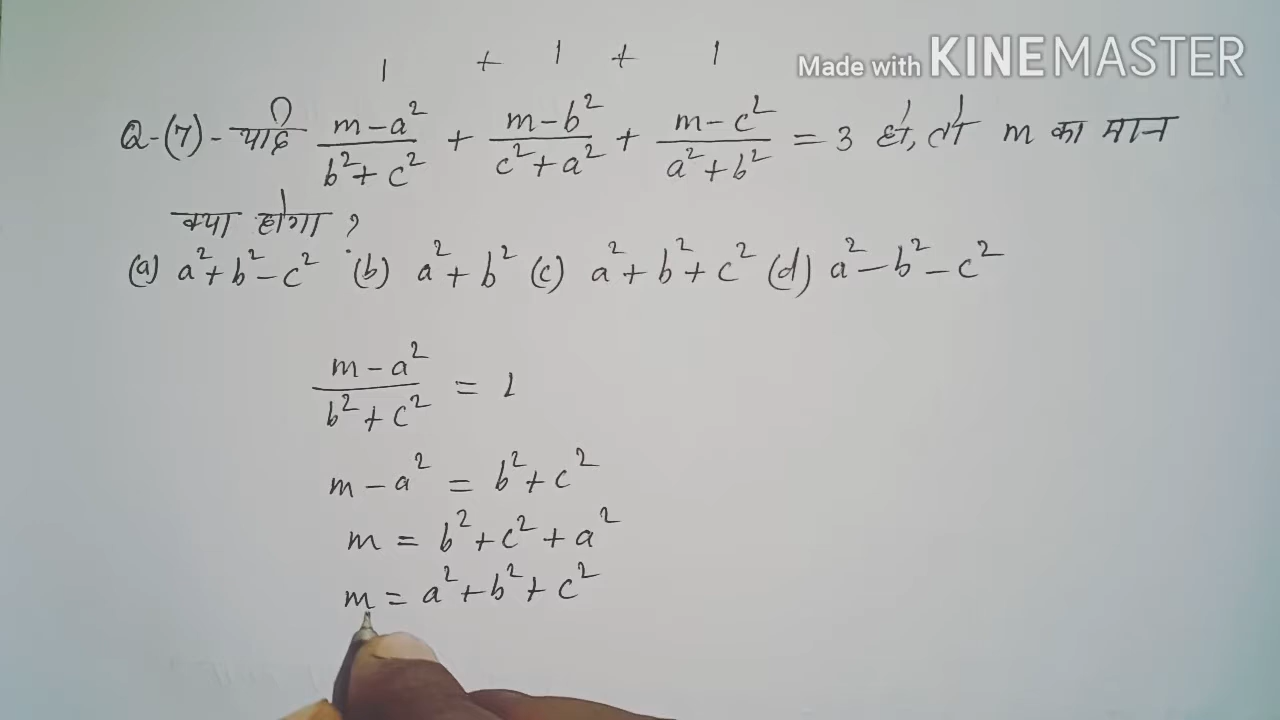 1 + 1 + 1
Made with KINEMASTER
Q-(7)- यदि (m-a²)/(b²+c²) + (m-b²)/(c²+a²) + (m-c²)/(a²+b²) = 3 हो, तो m का मान
क्या होगा ?
(a) a²+b²-c² (b) a²+b² (c) a²+b²+c² (d) a²-b²-c²
(m-a²)/(b²+c²) = 1
m-a² = b²+c²
m = b²+c²+a²
m = a²+b²+c²